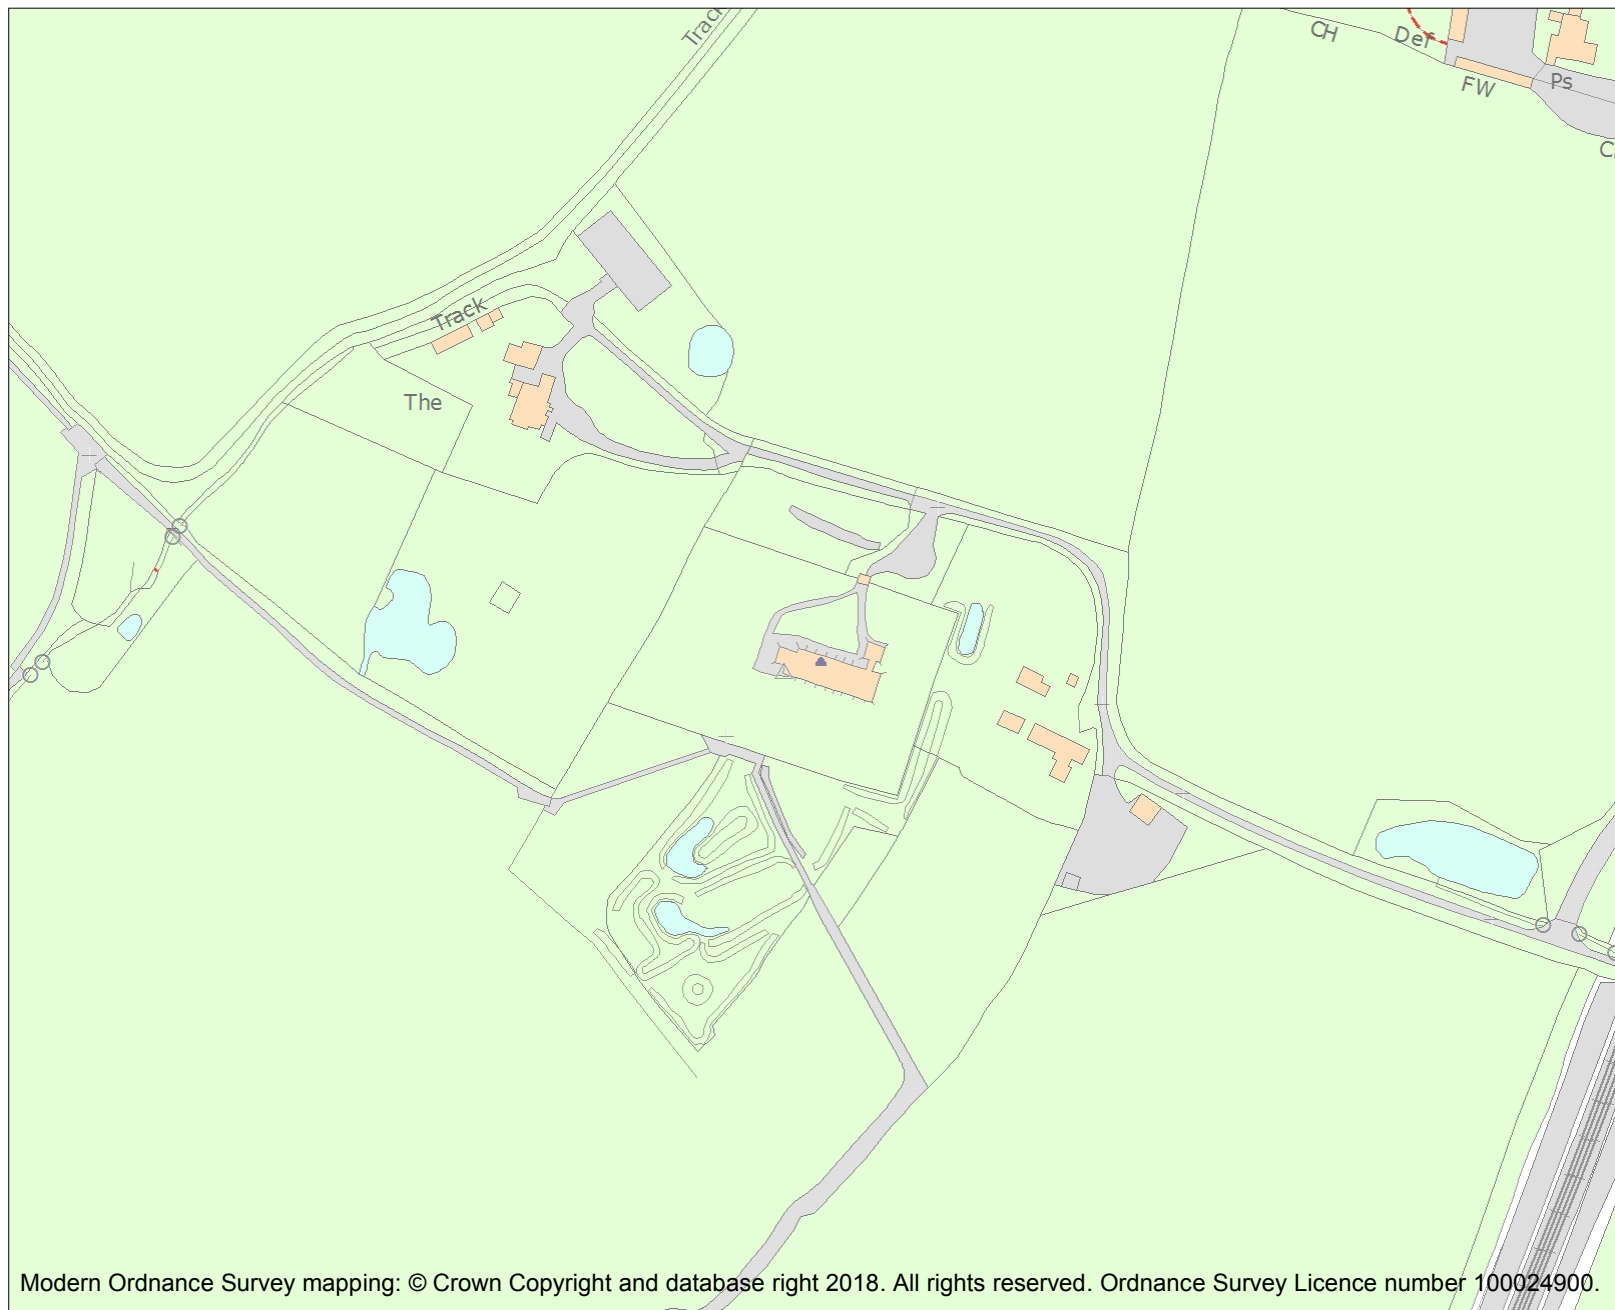 Track
CH
Def
FW
Ps
C
Track
The
Modern Ordnance Survey mapping: © Crown Copyright and database right 2018. All rights reserved. Ordnance Survey Licence number 100024900.